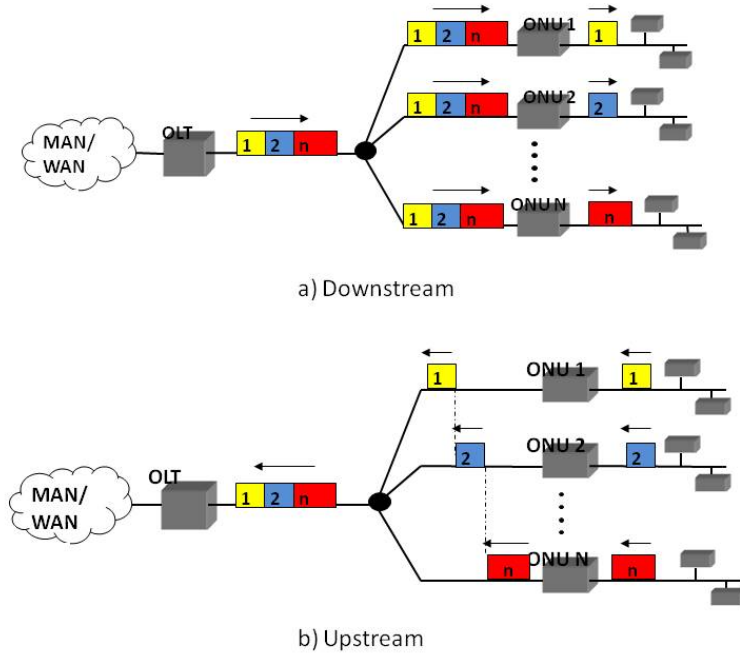 ONU 1
1 2 n
1
ONU 2
1 2 n
2
OLT
MAN/
WAN
1 2 n
ONU N
1 2 n
n
a) Downstream
ONU 1
1
1
ONU 2
2
2
OLT
MAN/
WAN
1 2 n
ONU N
n
n
b) Upstream